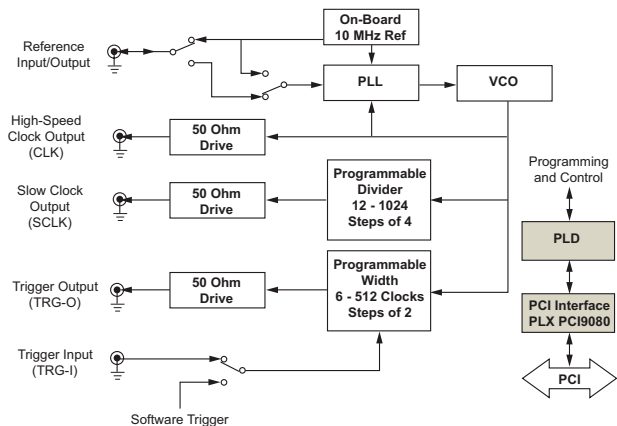 On-Board
10 MHz Ref
Reference
Input/Output
PLL
VCO
High-Speed
Clock Output
(CLK)
50 Ohm
Drive
Slow Clock
Output
(SCLK)
50 Ohm
Drive
Programmable
Divider
12 - 1024
Steps of 4
Programming
and Control
PLD
Trigger Output
(TRG-O)
50 Ohm
Drive
Programmable
Width
6 - 512 Clocks
Steps of 2
PCI Interface
PLX PCI9080
Trigger Input
(TRG-I)
PCI
Software Trigger